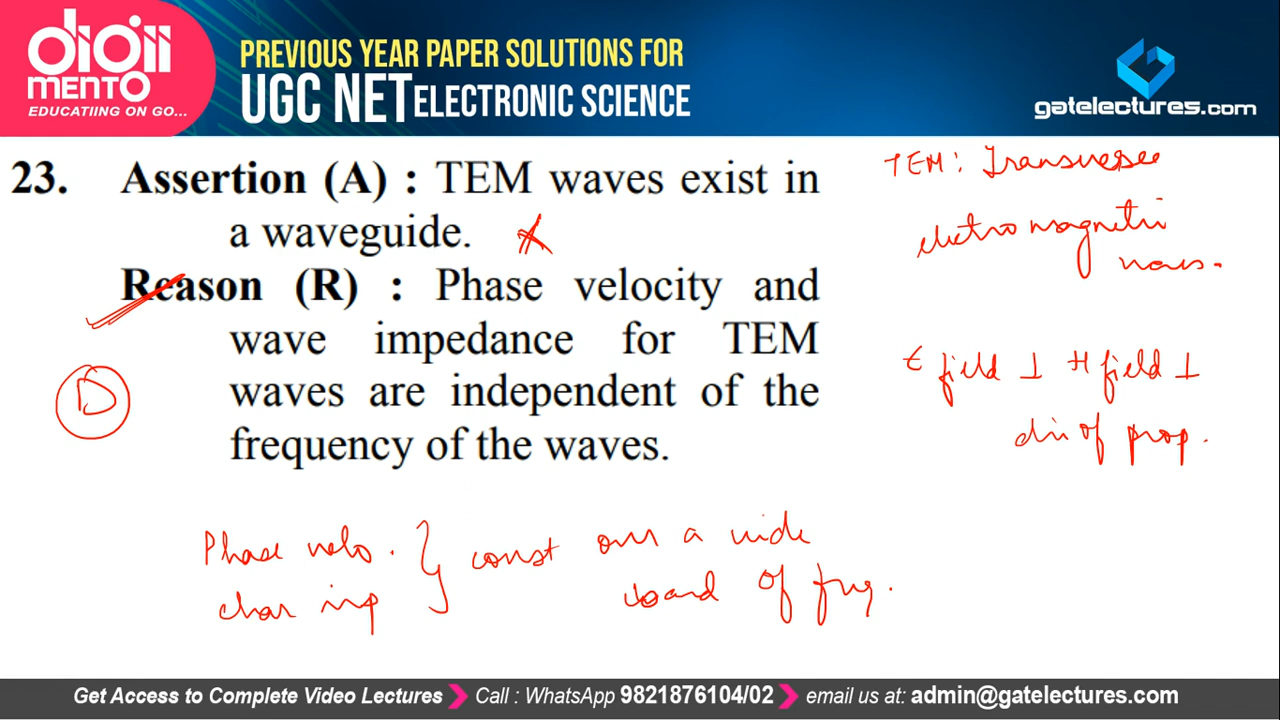 digii
MENTO
EDUCATIING ON GO...
PREVIOUS YEAR PAPER SOLUTIONS FOR
UGC NET ELECTRONIC SCIENCE
gatelectures.com
23. Assertion (A) : TEM waves exist in
a waveguide.
Reason (R) : Phase velocity and
wave impedance for TEM
waves are independent of the
frequency of the waves.
D
TEM: Transverse
electromagnetic
waves.
E field ⊥ H field ⊥
dir of prop.
Phase velo. } const over a wide
char imp band of freq.
Get Access to Complete Video Lectures Call : WhatsApp 9821876104/02 email us at: admin@gatelectures.com